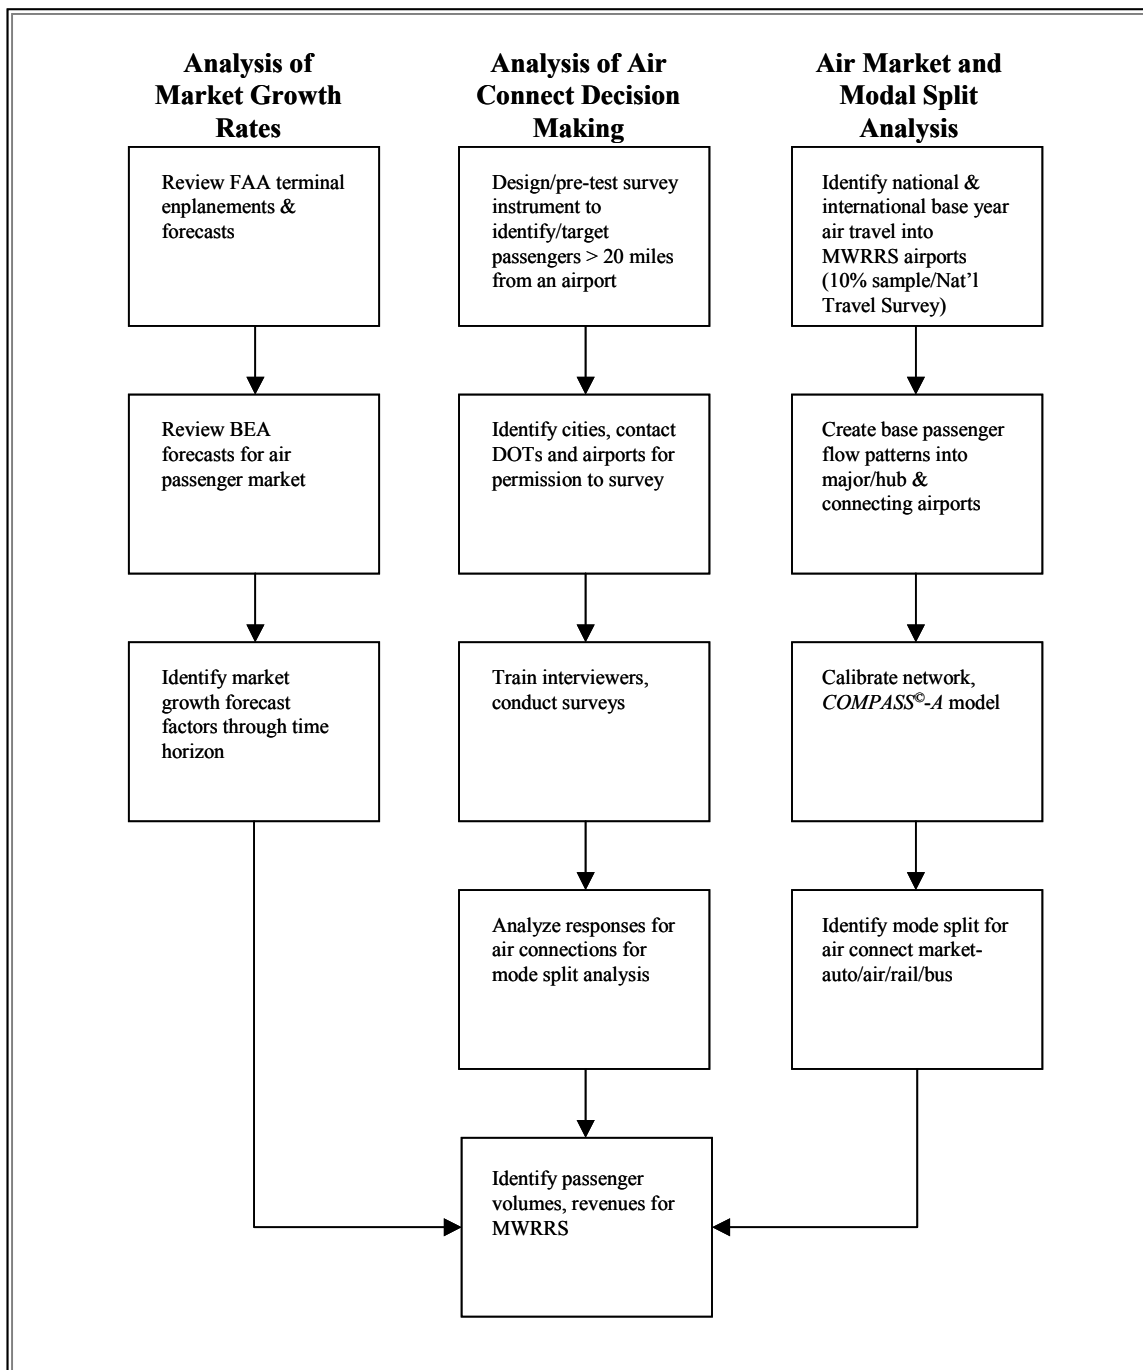 Analysis of
Market Growth
Rates
Analysis of Air
Connect Decision
Making
Air Market and
Modal Split
Analysis
Review FAA terminal
enplanements &
forecasts
Design/pre-test survey
instrument to
identify/target
passengers > 20 miles
from an airport
Identify national &
international base year
air travel into
MWRRS airports
(10% sample/Nat’l
Travel Survey)
Review BEA
forecasts for air
passenger market
Identify cities, contact
DOTs and airports for
permission to survey
Create base passenger
flow patterns into
major/hub &
connecting airports
Identify market
growth forecast
factors through time
horizon
Train interviewers,
conduct surveys
Calibrate network,
COMPASS©-A model
Analyze responses for
air connections for
mode split analysis
Identify mode split for
air connect market-
auto/air/rail/bus
Identify passenger
volumes, revenues for
MWRRS